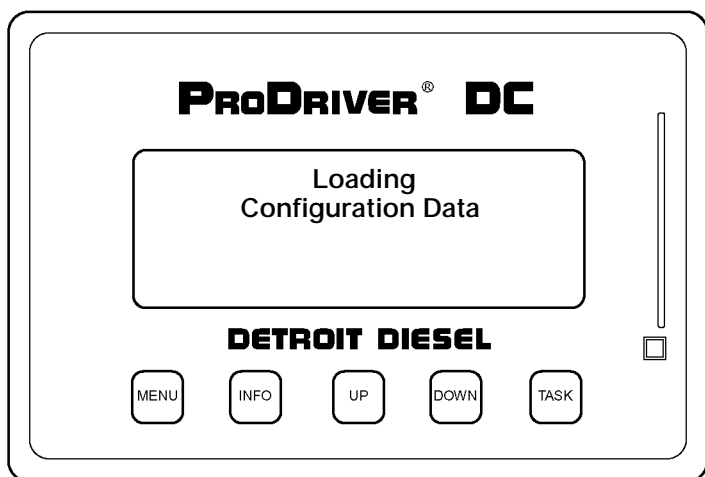 PRODRIVER® DC
Loading
Configuration Data
DETROIT DIESEL
MENU INFO UP DOWN TASK